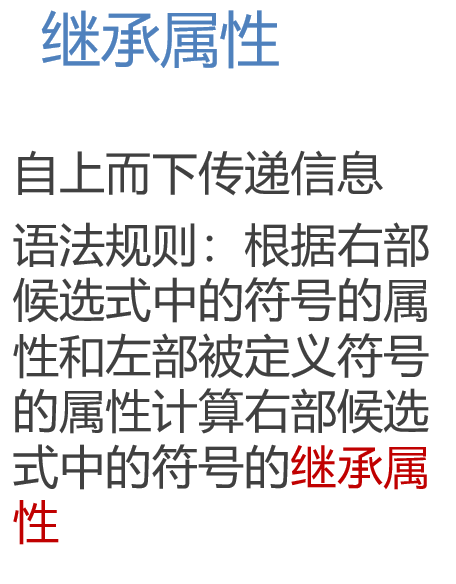 继承属性
自上而下传递信息
语法规则：根据右部
候选式中的符号的属
性和左部被定义符号
的属性计算右部候选
式中的符号的继承属
性